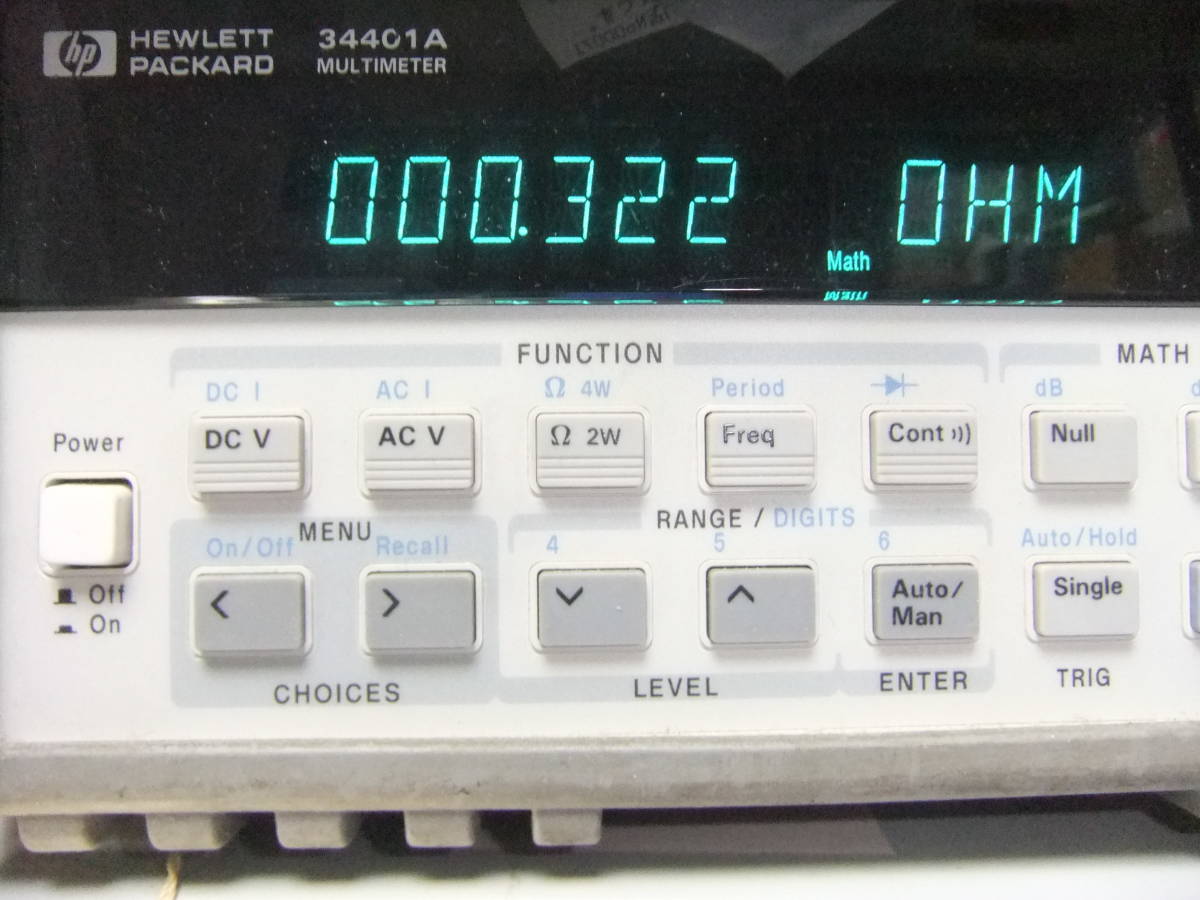 hp HEWLETT PACKARD
34401A
MULTIMETER
000.322 OHM
Math
FUNCTION
MATH
DC I
AC I
Ω 4W
Period
dB
Power
DC V
AC V
Ω 2W
Freq
Cont
Null
MENU
RANGE / DIGITS
On/Off
Recall
4
5
6
Auto/Hold
<
>
Auto/
Man
Single
Off
On
CHOICES
LEVEL
ENTER
TRIG